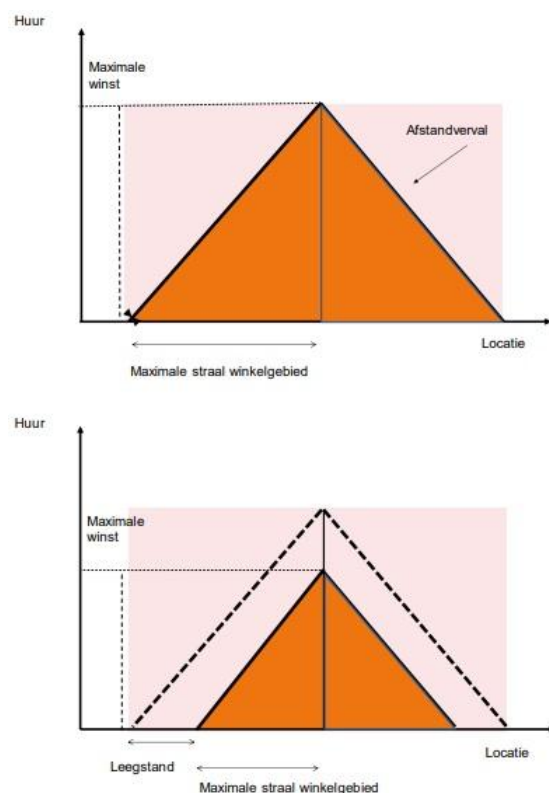 Huur
Maximale
winst
Afstandverval
Locatie
Maximale straal winkelgebied
Huur
Maximale
winst
Locatie
Leegstand
Maximale straal winkelgebied